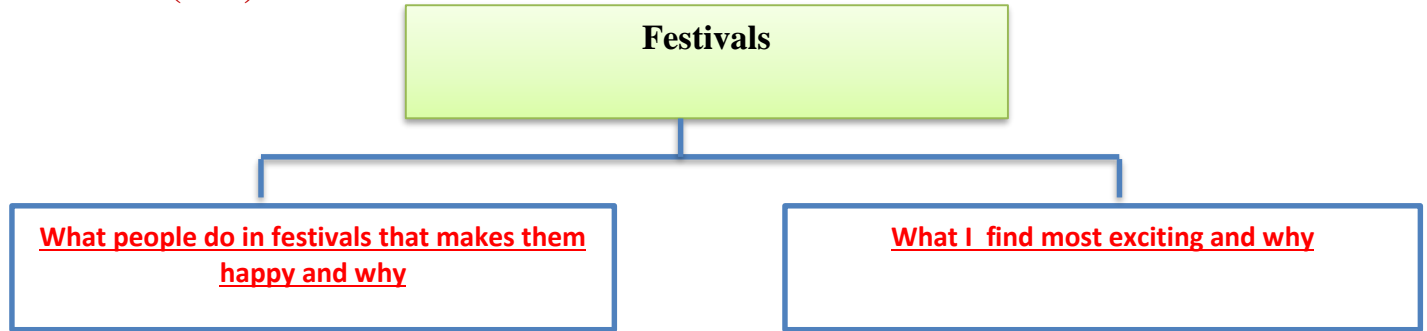 Festivals
What people do in festivals that makes them
happy and why
What I find most exciting and why